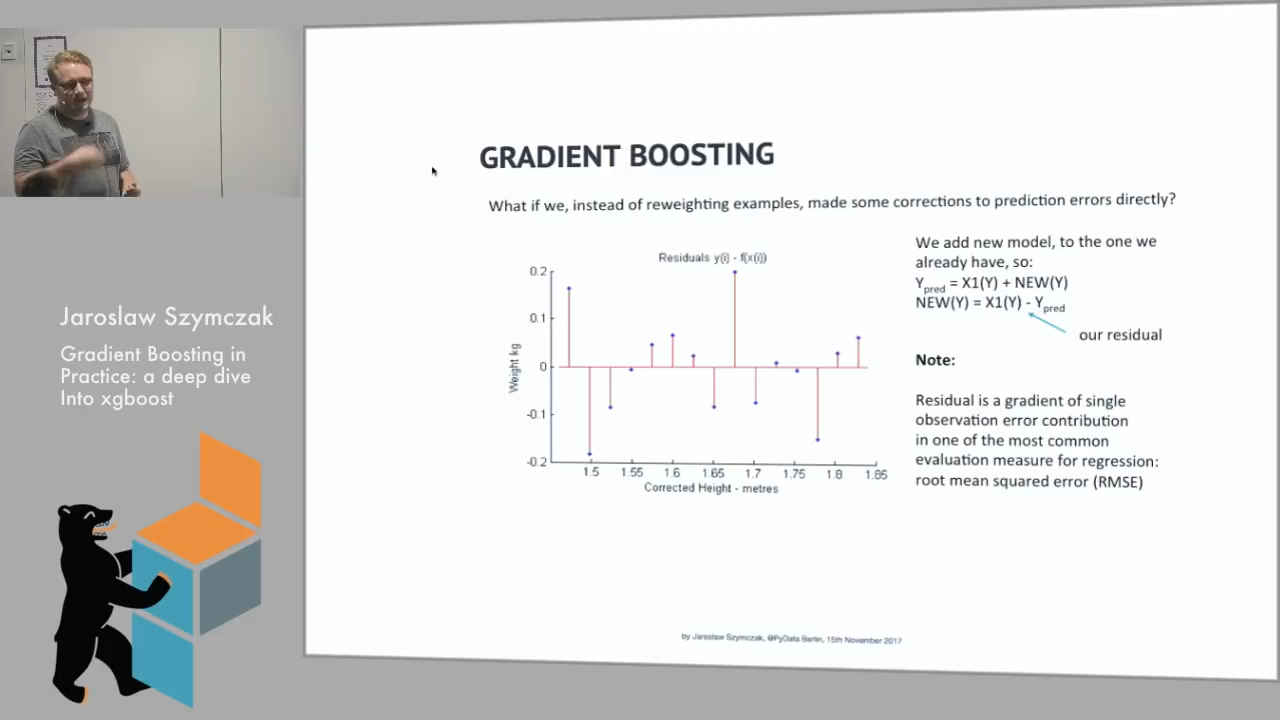 GRADIENT BOOSTING
What if we, instead of reweighting examples, made some corrections to prediction errors directly?
Residuals y(i) - f(x(i))
0.2
0.1
0
-0.1
-0.2
Weight kg
1.5 1.55 1.6 1.65 1.7 1.75 1.8 1.85
Corrected Height - metres
We add new model, to the one we
already have, so:
Ypred = X1(Y) + NEW(Y)
NEW(Y) = X1(Y) - Ypred
our residual
Note:
Residual is a gradient of single
observation error contribution
in one of the most common
evaluation measure for regression:
root mean squared error (RMSE)
by Jaroslaw Szymczak, @PyData Berlin, 15th November 2017
Jaroslaw Szymczak
Gradient Boosting in
Practice: a deep dive
Into xgboost